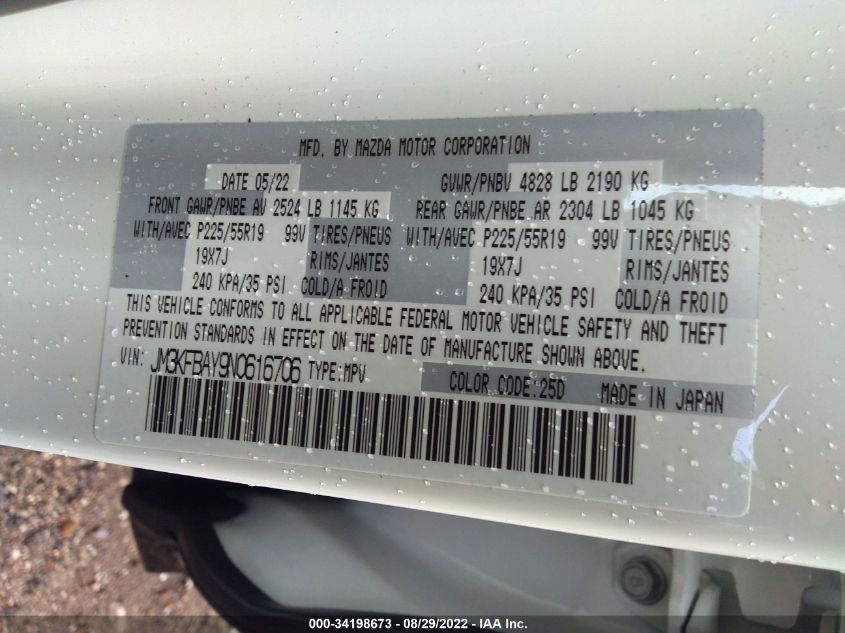 MFD. BY MAZDA MOTOR CORPORATION
DATE 05/22 GVWR/PNBV 4828 LB 2190 KG
FRONT GAWR/PNBE AV 2524 LB 1145 KG REAR GAWR/PNBE AR 2304 LB 1045 KG
WITH/AVEC P225/55R19 99V TIRES/PNEUS WITH/AVEC P225/55R19 99V TIRES/PNEUS
19X7J RIMS/JANTES 19X7J RIMS/JANTES
240 KPA/35 PSI COLD/A FROID 240 KPA/35 PSI COLD/A FROID
THIS VEHICLE CONFORMS TO ALL APPLICABLE FEDERAL MOTOR VEHICLE SAFETY AND THEFT
PREVENTION STANDARDS IN EFFECT ON THE DATE OF MANUFACTURE SHOWN ABOVE.
VIN: JM3KFBAY9N0616706 TYPE:MPV
COLOR CODE:25D MADE IN JAPAN
000-34198673 - 08/29/2022 - IAA Inc.